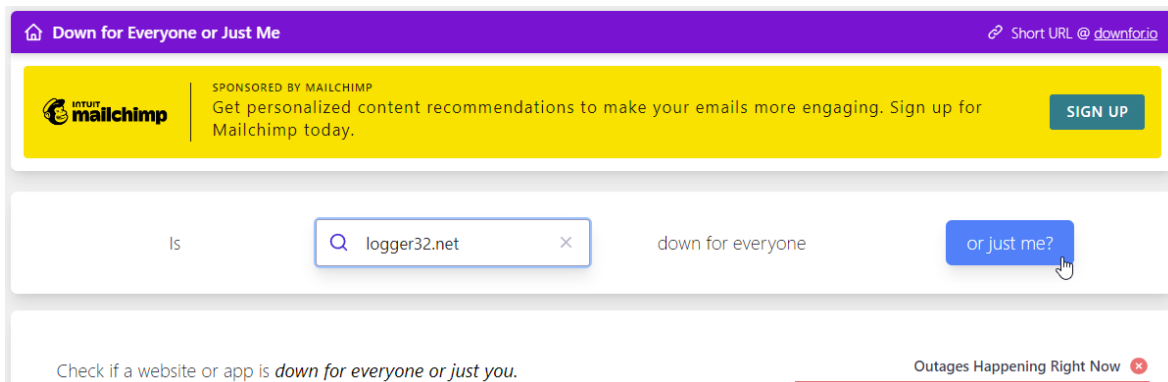 Down for Everyone or Just Me
Short URL @ downfor.io
INTUIT
mailchimp
SPONSORED BY MAILCHIMP
Get personalized content recommendations to make your emails more engaging. Sign up for
Mailchimp today.
SIGN UP
Is
logger32.net
down for everyone
or just me?
Check if a website or app is down for everyone or just you.
Outages Happening Right Now